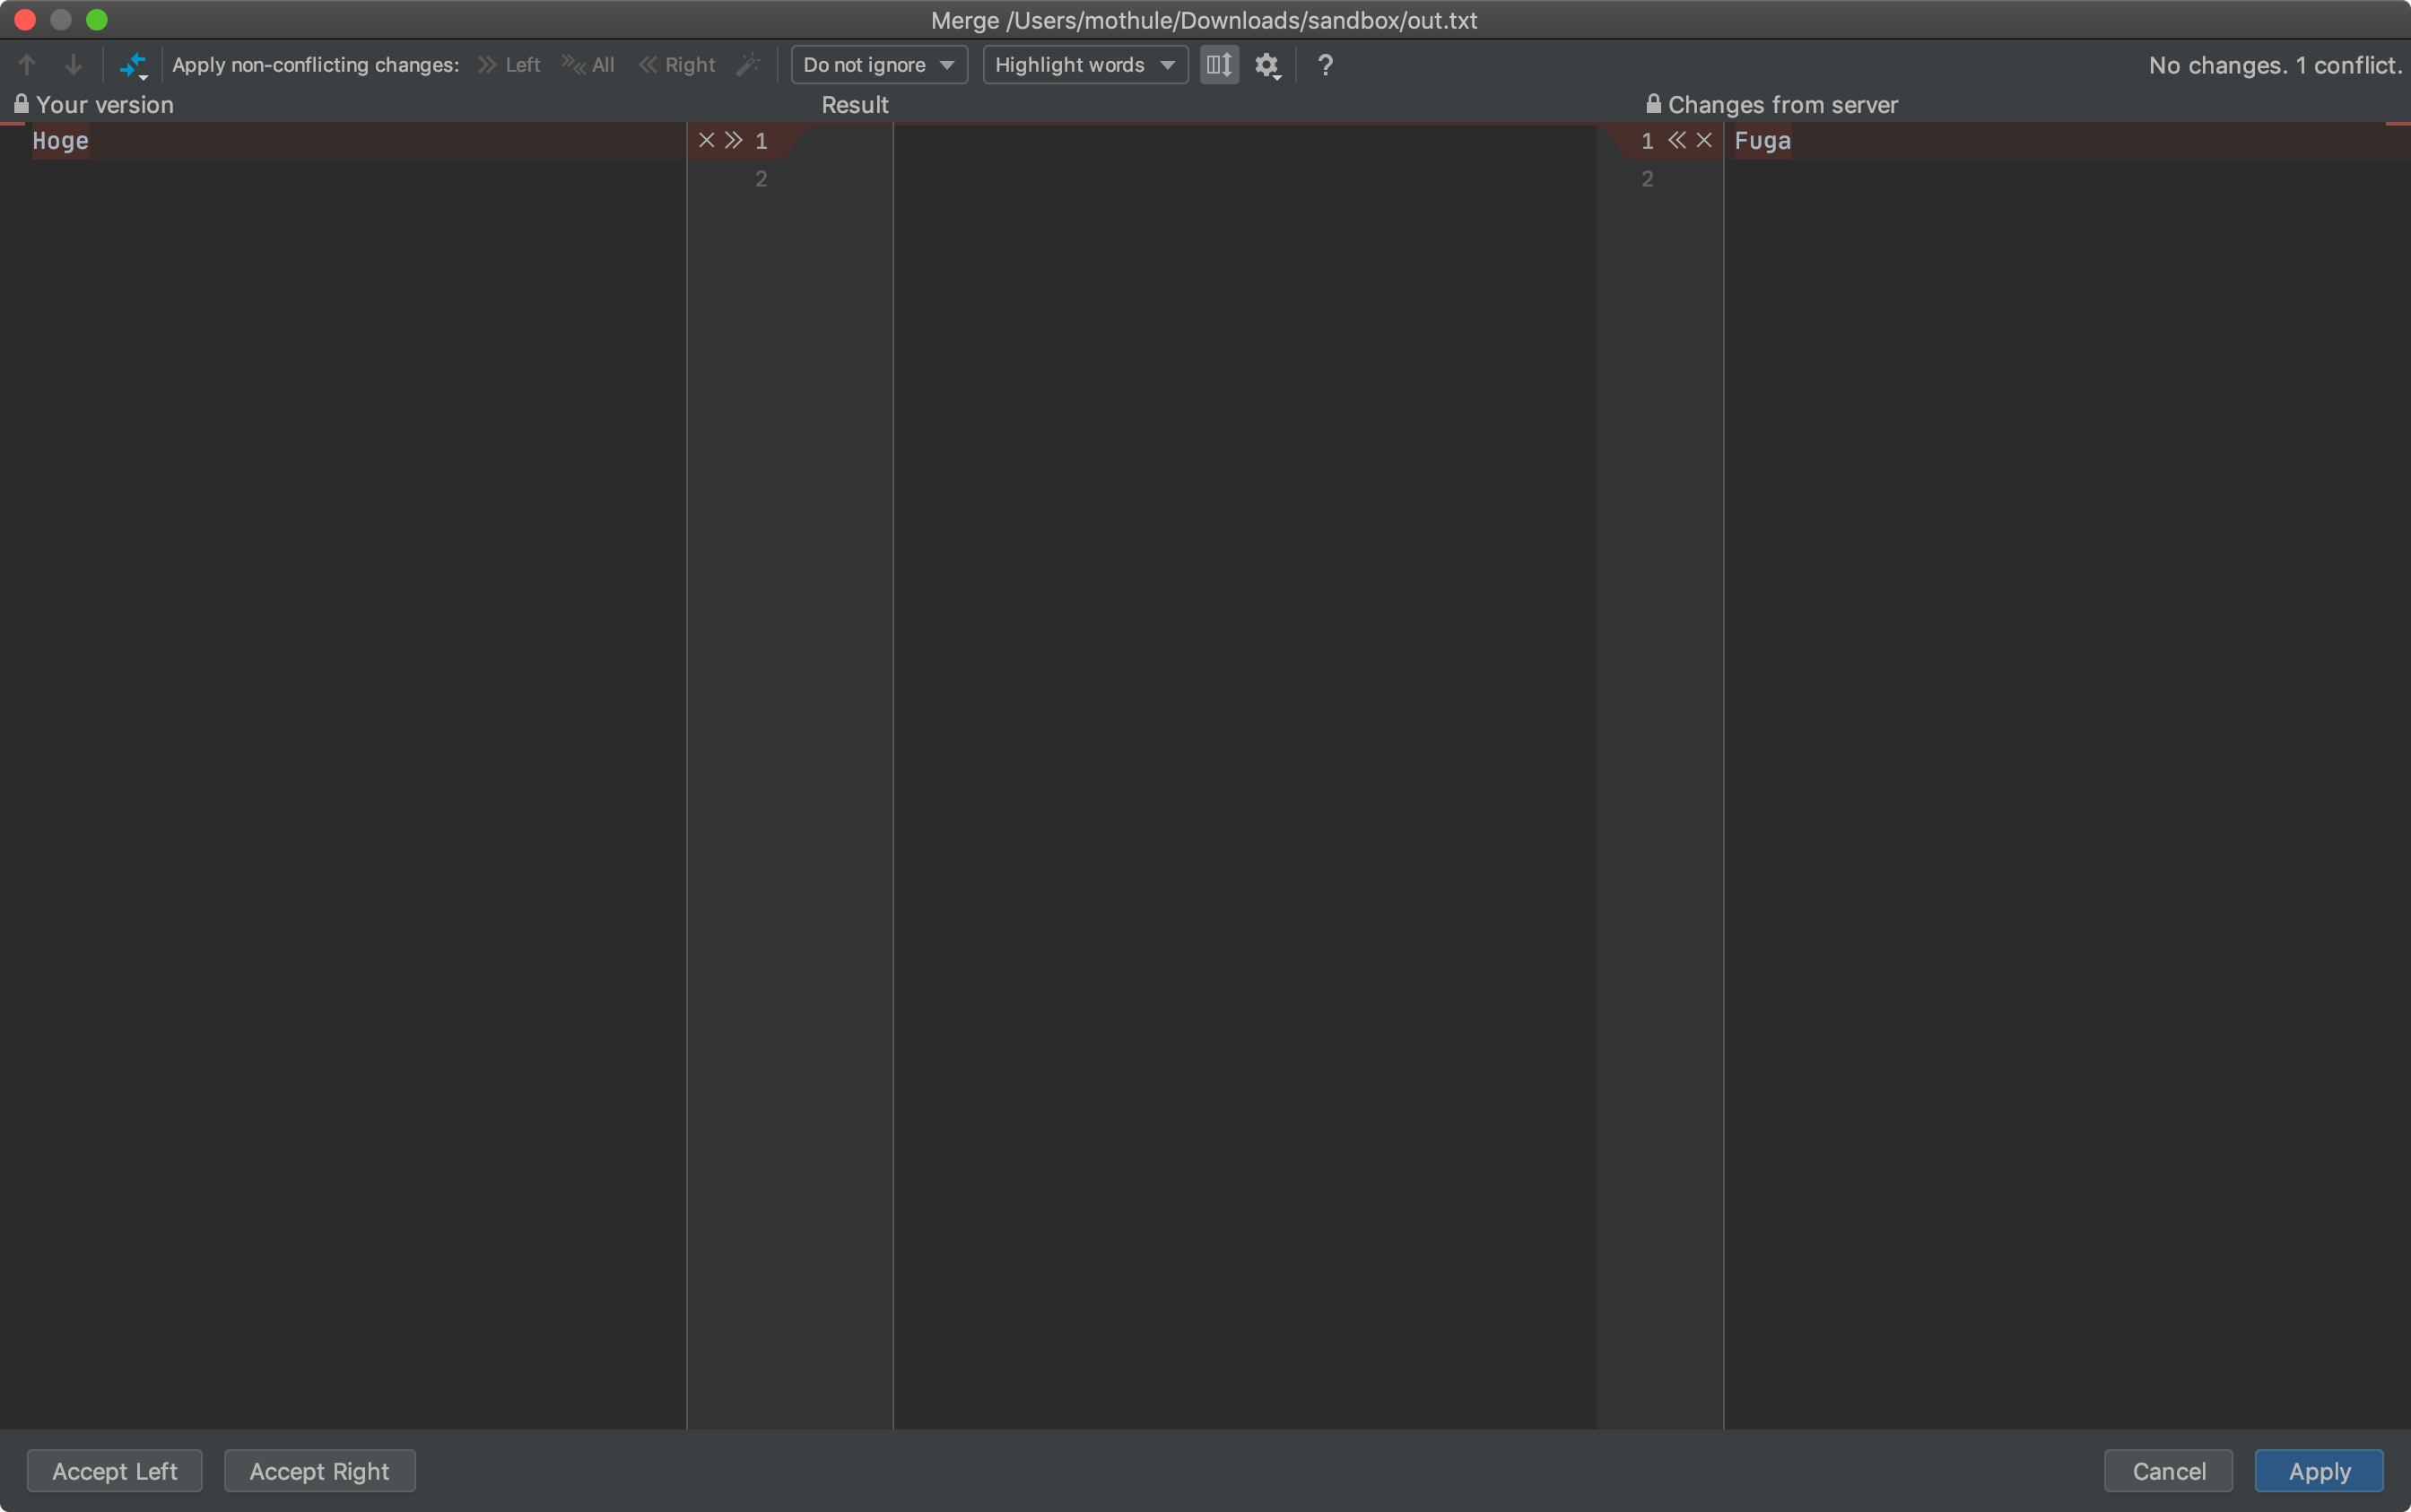 Merge /Users/mothule/Downloads/sandbox/out.txt
Apply non-conflicting changes: Left All Right Do not ignore Highlight words ? No changes. 1 conflict.
Your version Result Changes from server
Hoge 1 1 Fuga
2 2
Accept Left Accept Right Cancel Apply